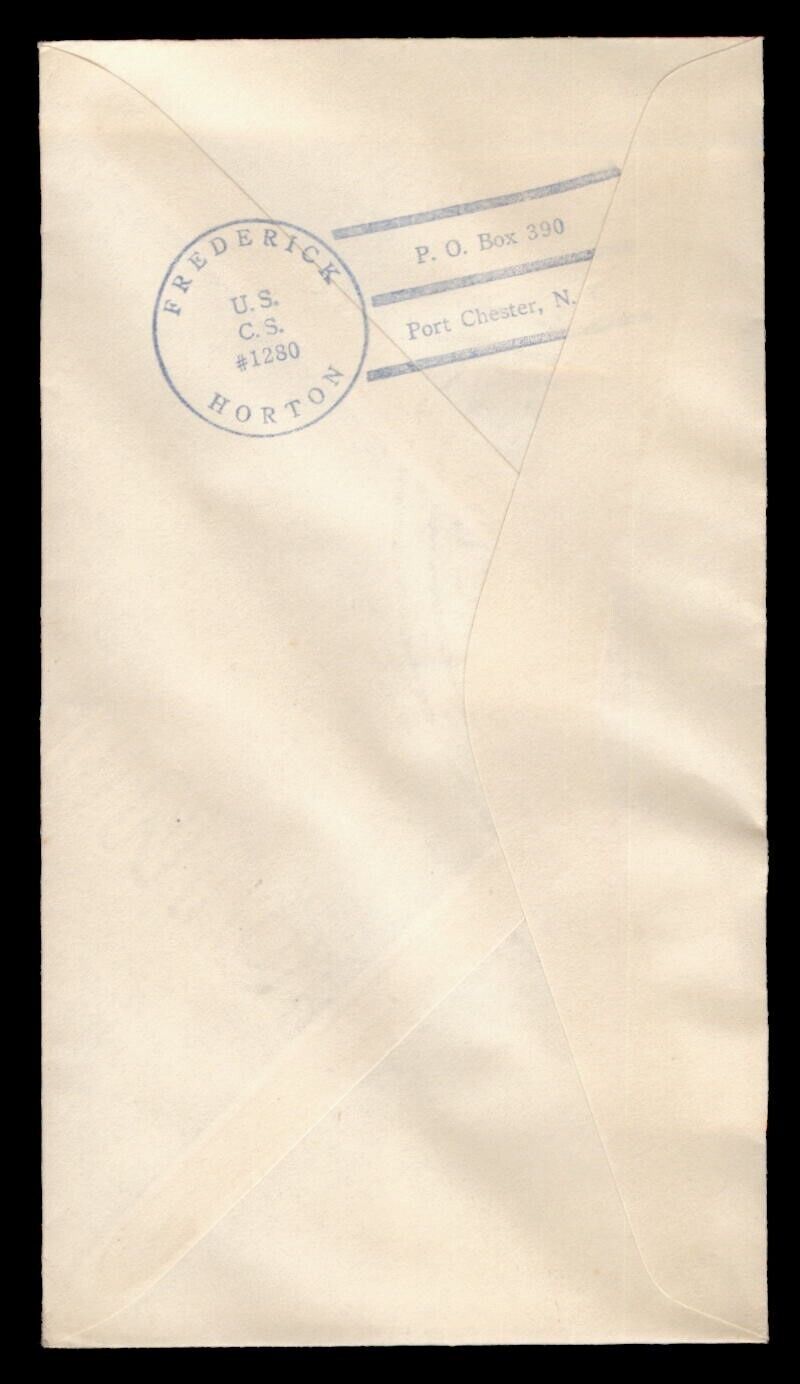 FREDERICK
U.S.
C.S.
#1280
HORTON
P. O. Box 390
Port Chester, N.